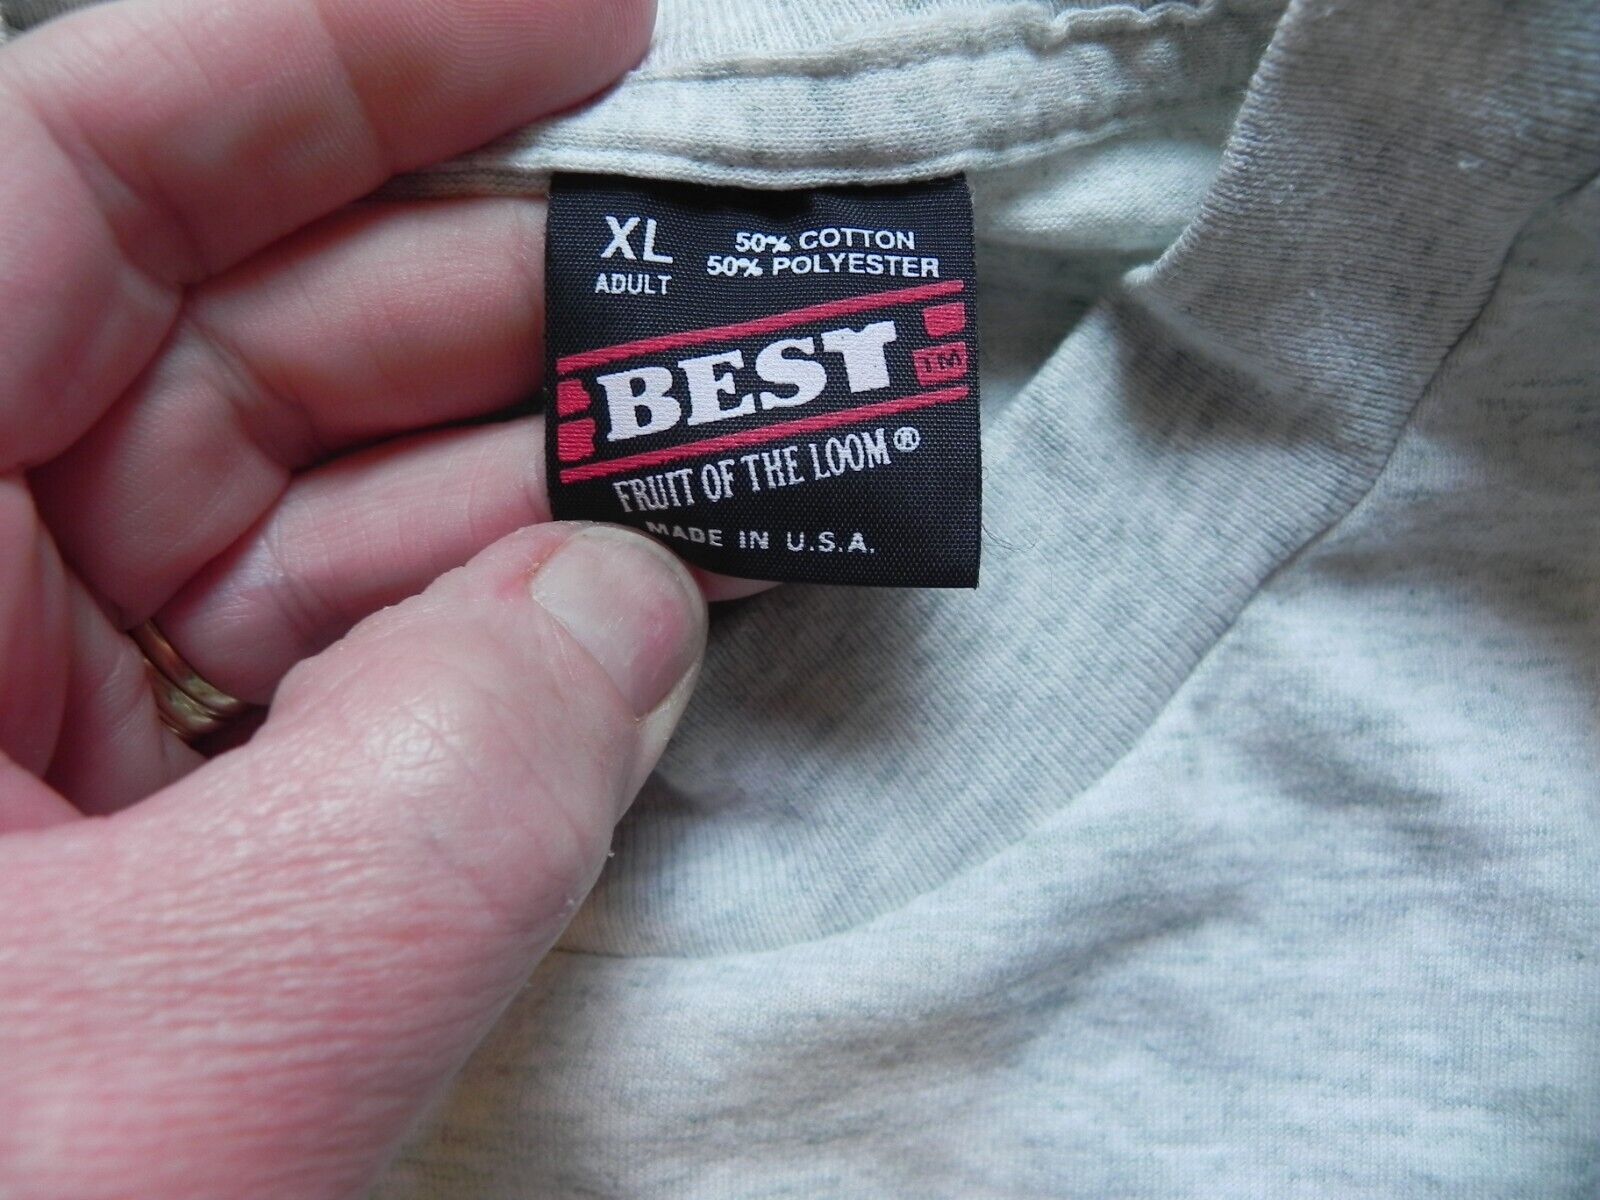 XL
ADULT
50% COTTON
50% POLYESTER
BEST
TM
FRUIT OF THE LOOM®
MADE IN U.S.A.